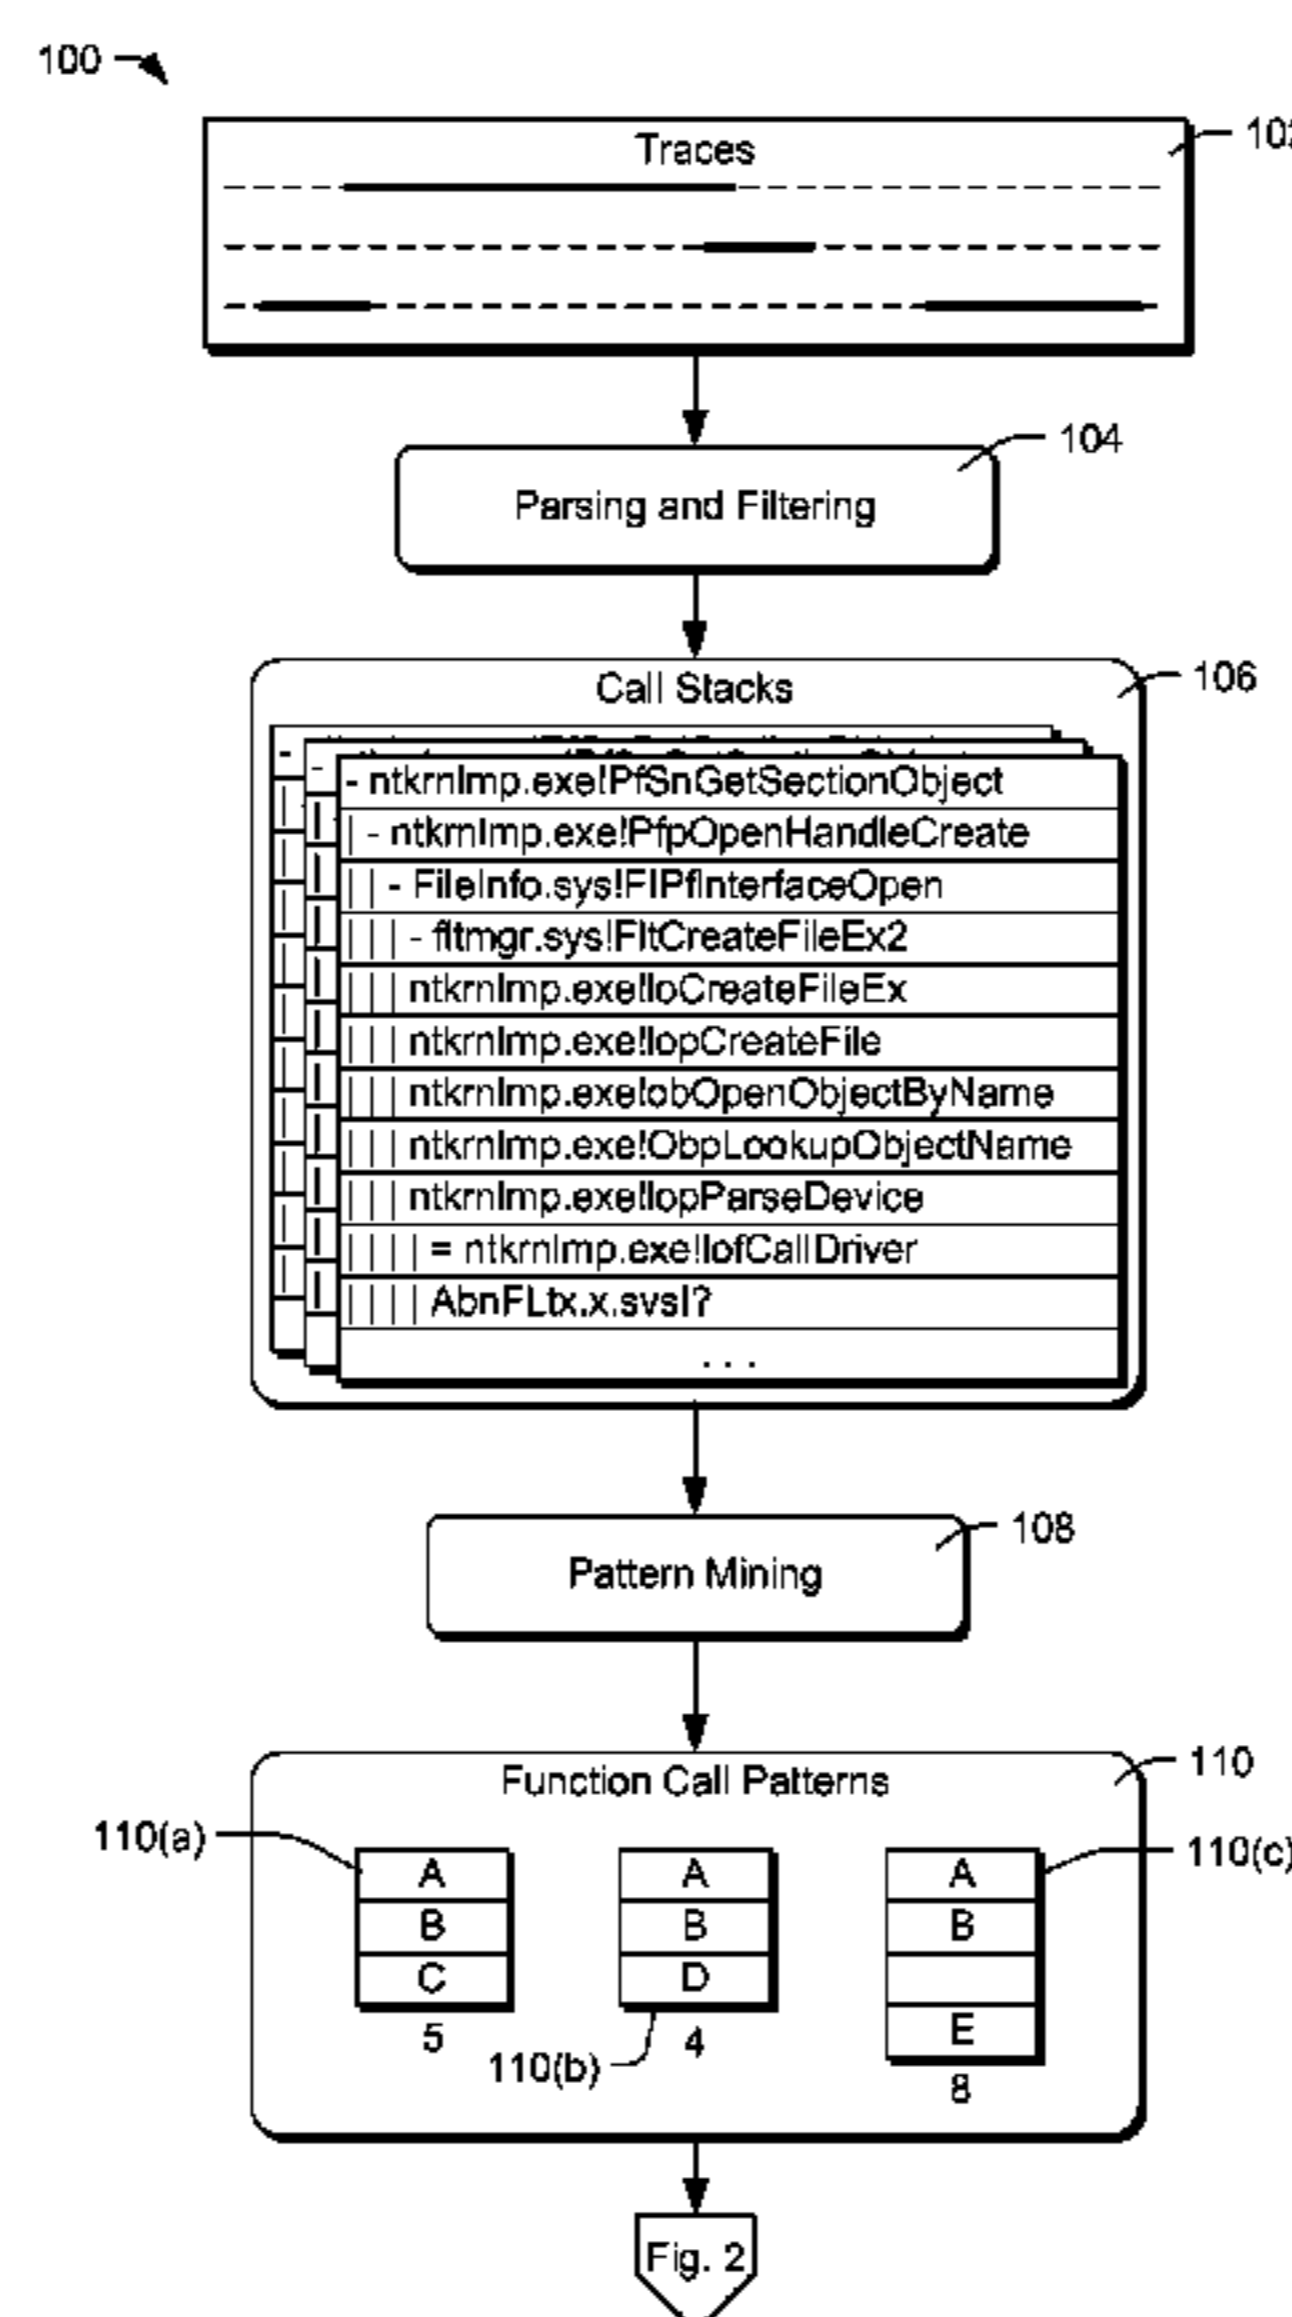 100
Traces
104
Parsing and Filtering
Call Stacks
106
- ntkrnlmp.exe!PfSnGetSectionObject
| - ntkrnlmp.exe!PfpOpenHandleCreate
| | - FileInfo.sys!FIPfInterfaceOpen
| | | - fltmgr.sys!FltCreateFileEx2
| | | ntkrnlmp.exe!IoCreateFileEx
| | | ntkrnlmp.exe!IopCreateFile
| | | ntkrnlmp.exe!obOpenObjectByName
| | | ntkrnlmp.exe!ObpLookupObjectName
| | | ntkrnlmp.exe!IopParseDevice
| | | | = ntkrnlmp.exe!IofCallDriver
| | | | AbnFLtx.x.svsl?
. . .
108
Pattern Mining
110
Function Call Patterns
110(a)
110(c)
A A A
B B B
C D
E
5 4
110(b)
8
Fig. 2